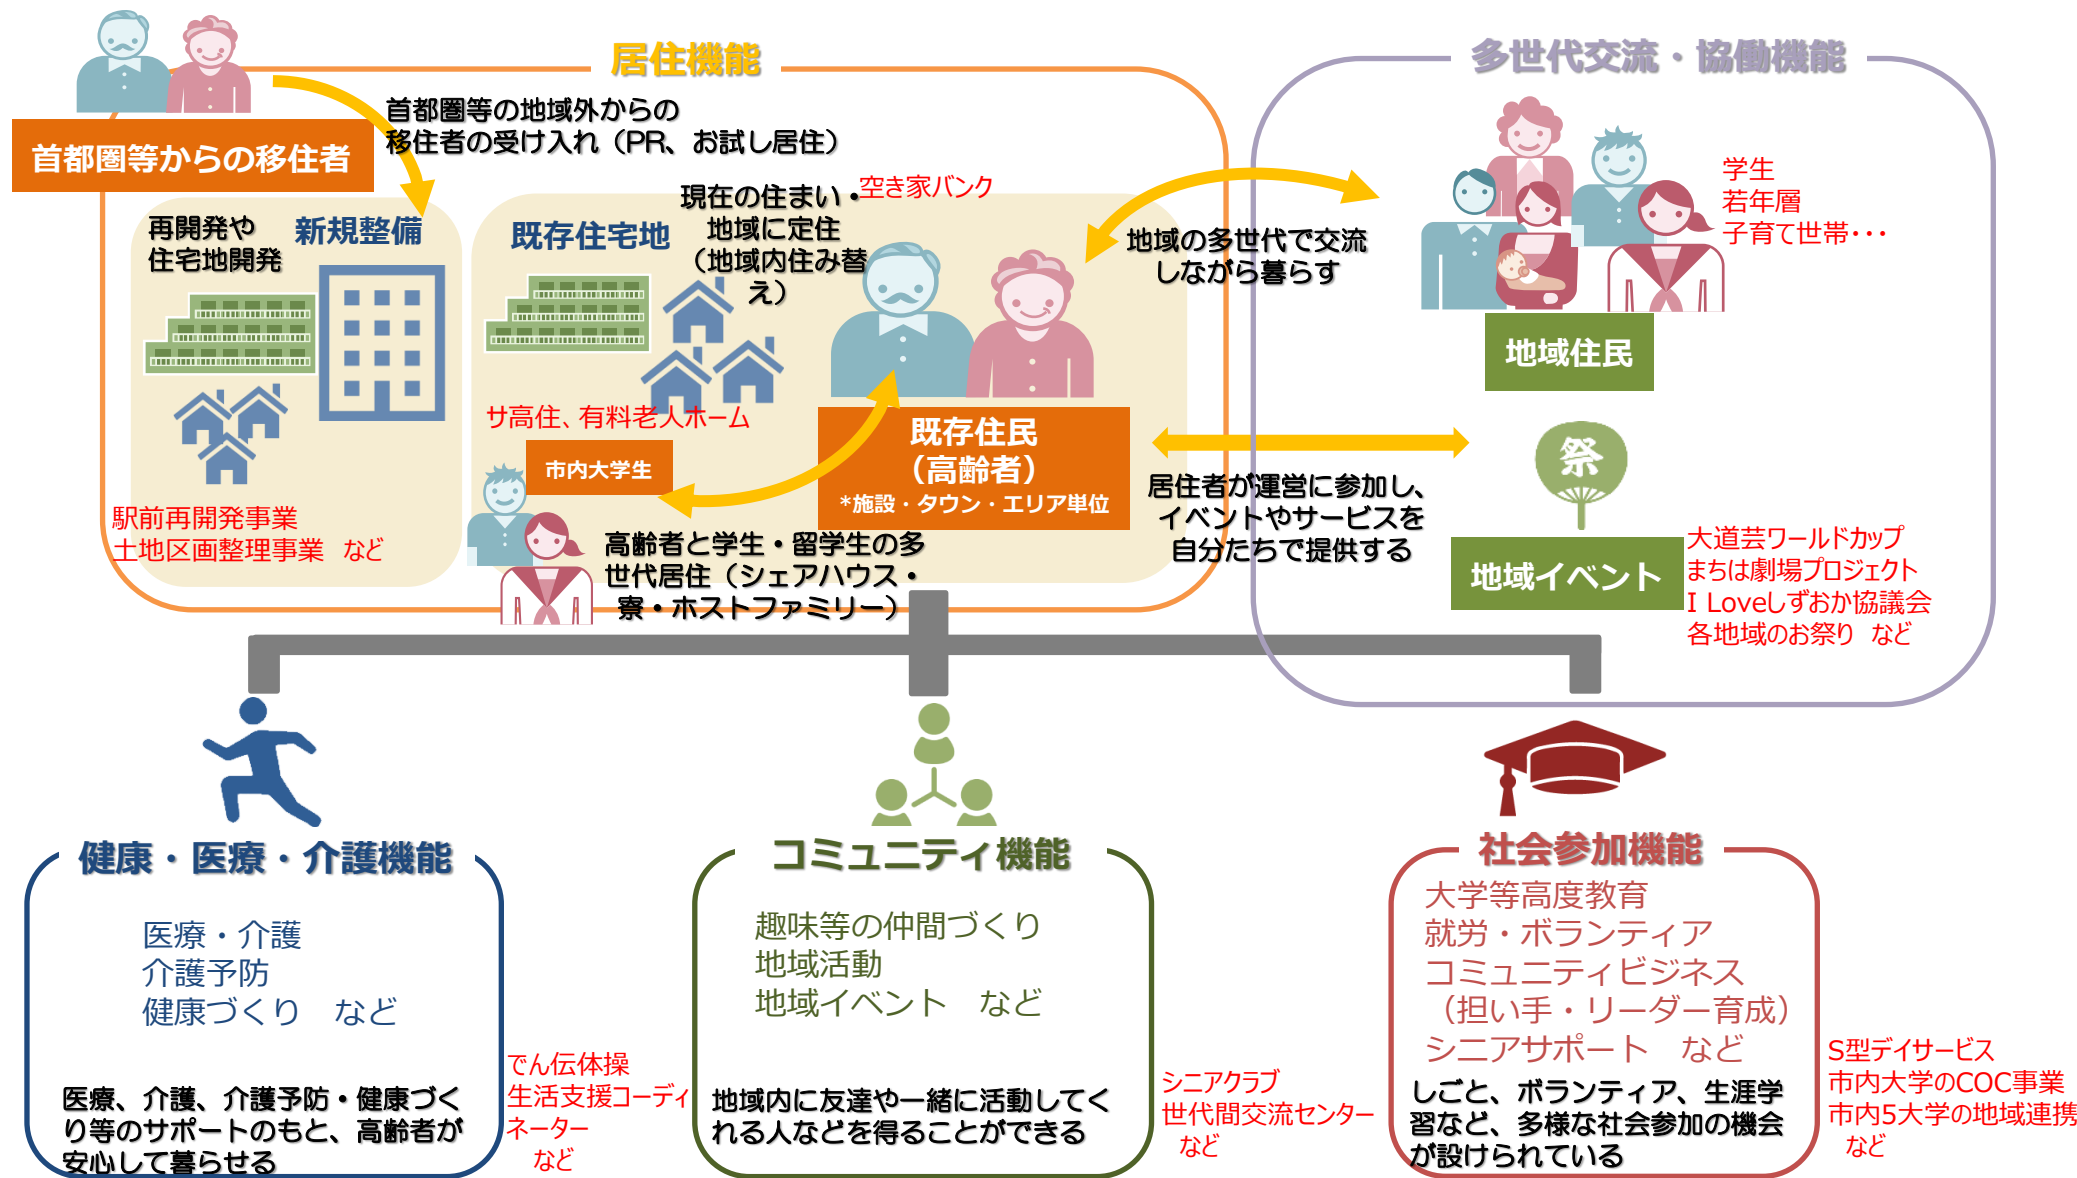 居住機能
多世代交流・協働機能
首都圏等からの移住者
首都圏等の地域外からの
移住者の受け入れ（PR、お試し居住）
再開発や
住宅地開発
新規整備
既存住宅地
現在の住まい・
地域に定住
（地域内住み替
え）
空き家バンク
地域の多世代で交流
しながら暮らす
学生
若年層
子育て世帯・・・
地域住民
サ高住、有料老人ホーム
市内大学生
既存住民
（高齢者）
*施設・タウン・エリア単位
祭
居住者が運営に参加し、
イベントやサービスを
自分たちで提供する
駅前再開発事業
土地区画整理事業　など
高齢者と学生・留学生の多
世代居住（シェアハウス・
寮・ホストファミリー）
地域イベント
大道芸ワールドカップ
まちは劇場プロジェクト
I Loveしずおか協議会
各地域のお祭り　など
健康・医療・介護機能
医療・介護
介護予防
健康づくり　など
医療、介護、介護予防・健康づく
り等のサポートのもと、高齢者が
安心して暮らせる
でん伝体操
生活支援コーディ
ネーター
など
コミュニティ機能
趣味等の仲間づくり
地域活動
地域イベント　など
地域内に友達や一緒に活動してく
れる人などを得ることができる
シニアクラブ
世代間交流センター
など
社会参加機能
大学等高度教育
就労・ボランティア
コミュニティビジネス
（担い手・リーダー育成）
シニアサポート　など
しごと、ボランティア、生涯学
習など、多様な社会参加の機会
が設けられている
S型デイサービス
市内大学のCOC事業
市内5大学の地域連携
など